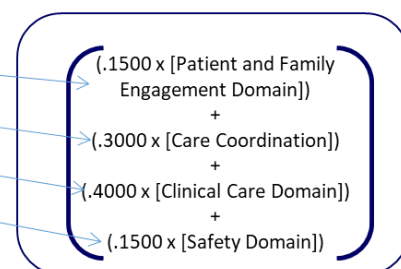 (.1500 x [Patient and Family
Engagement Domain])
+
(.3000 x [Care Coordination])
+
(.4000 x [Clinical Care Domain])
+
(.1500 x [Safety Domain])